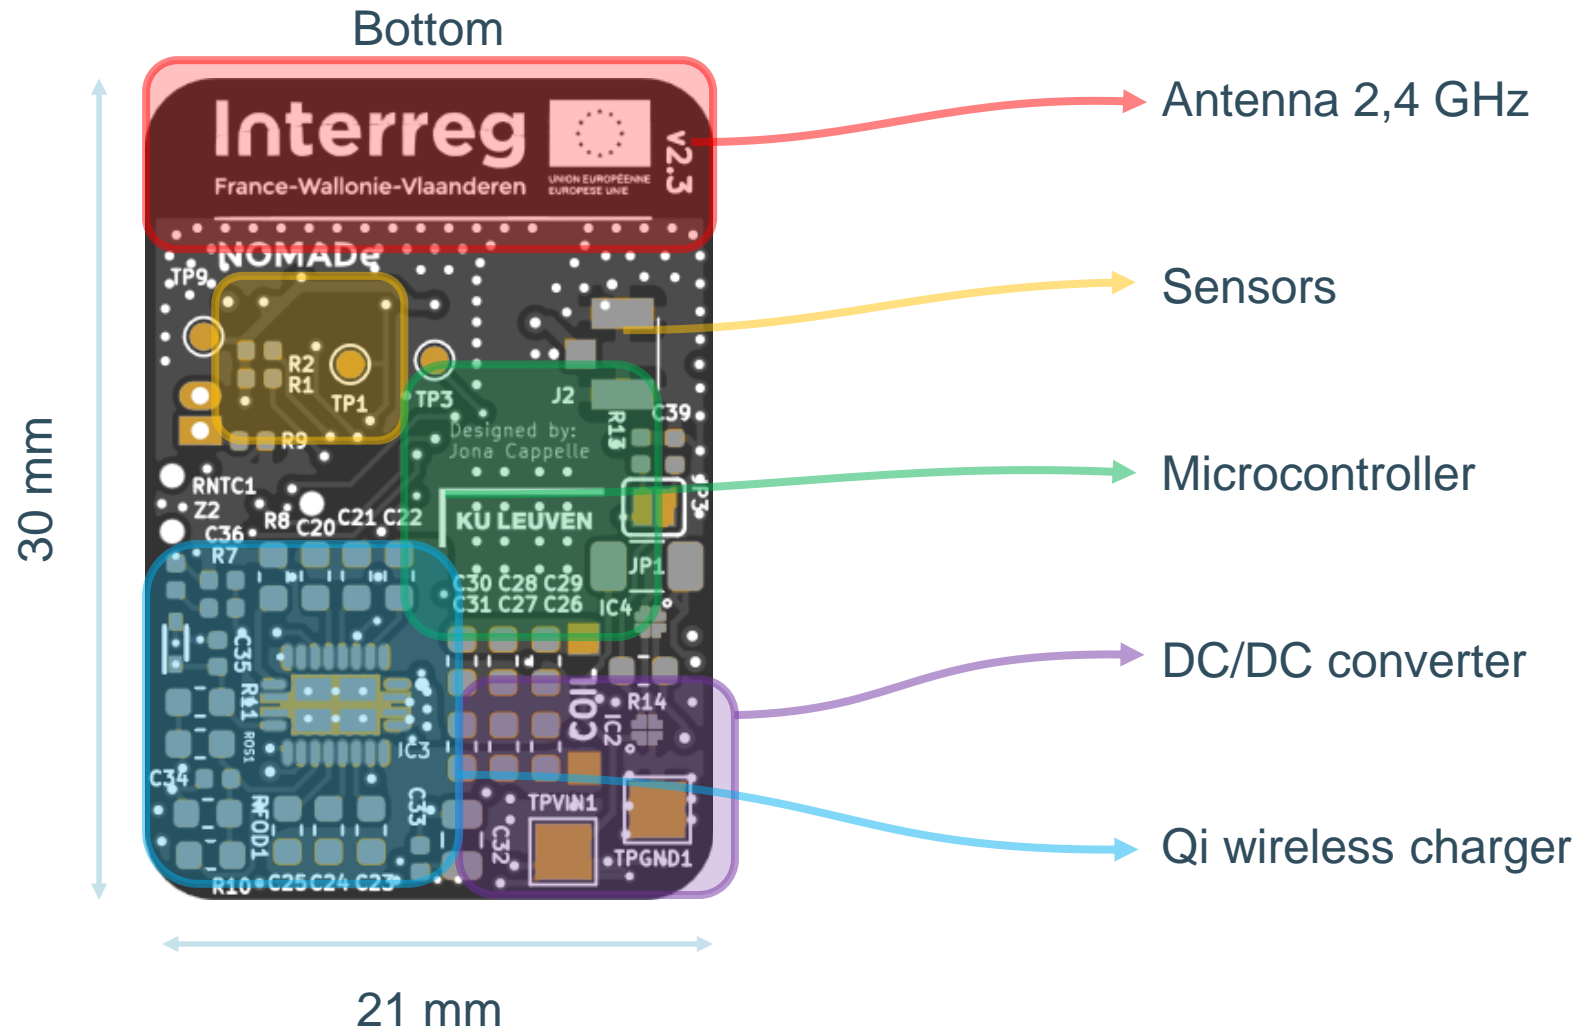 Bottom
Interreg
France-Wallonie-Vlaanderen
UNION EUROPÉENNE
EUROPESE UNIE
v2.3
NOMADe
TP9
R2
R1
TP1
TP3
J2
C39
R13
R9
Designed by:
Jona Cappelle
RNTC1
Z2
R8
C20
C21
C22
C36
R7
KU LEUVEN
JP1
C30 C28 C29
C31 C27 C26
IC4
C35
R11
ROS1
IC3
COIL
IC2
R14
C34
RFOD1
C33
C32
TPVIN1
TPGND1
R10
C25
C24
C23
30 mm
21 mm
Antenna 2,4 GHz
Sensors
Microcontroller
DC/DC converter
Qi wireless charger